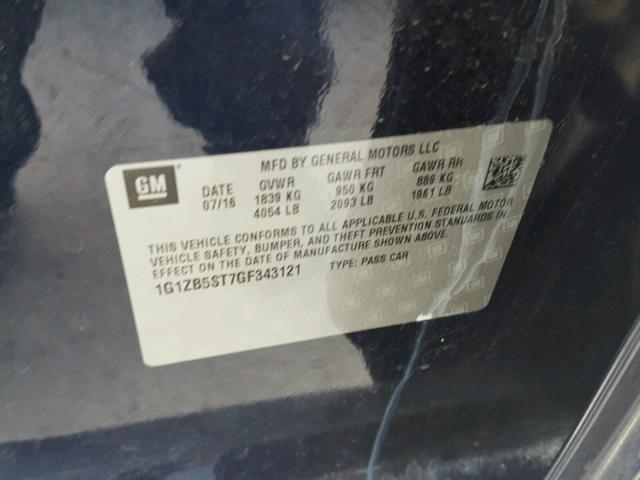 GM
MFD BY GENERAL MOTORS LLC
DATE GVWR GAWR FRT GAWR RR
07/16 1839 KG 950 KG 889 KG
4054 LB 2093 LB 1961 LB
THIS VEHICLE CONFORMS TO ALL APPLICABLE U.S. FEDERAL MOTOR
VEHICLE SAFETY, BUMPER, AND THEFT PREVENTION STANDARDS IN
EFFECT ON THE DATE OF MANUFACTURE SHOWN ABOVE.
1G1ZB5ST7GF343121 TYPE: PASS CAR